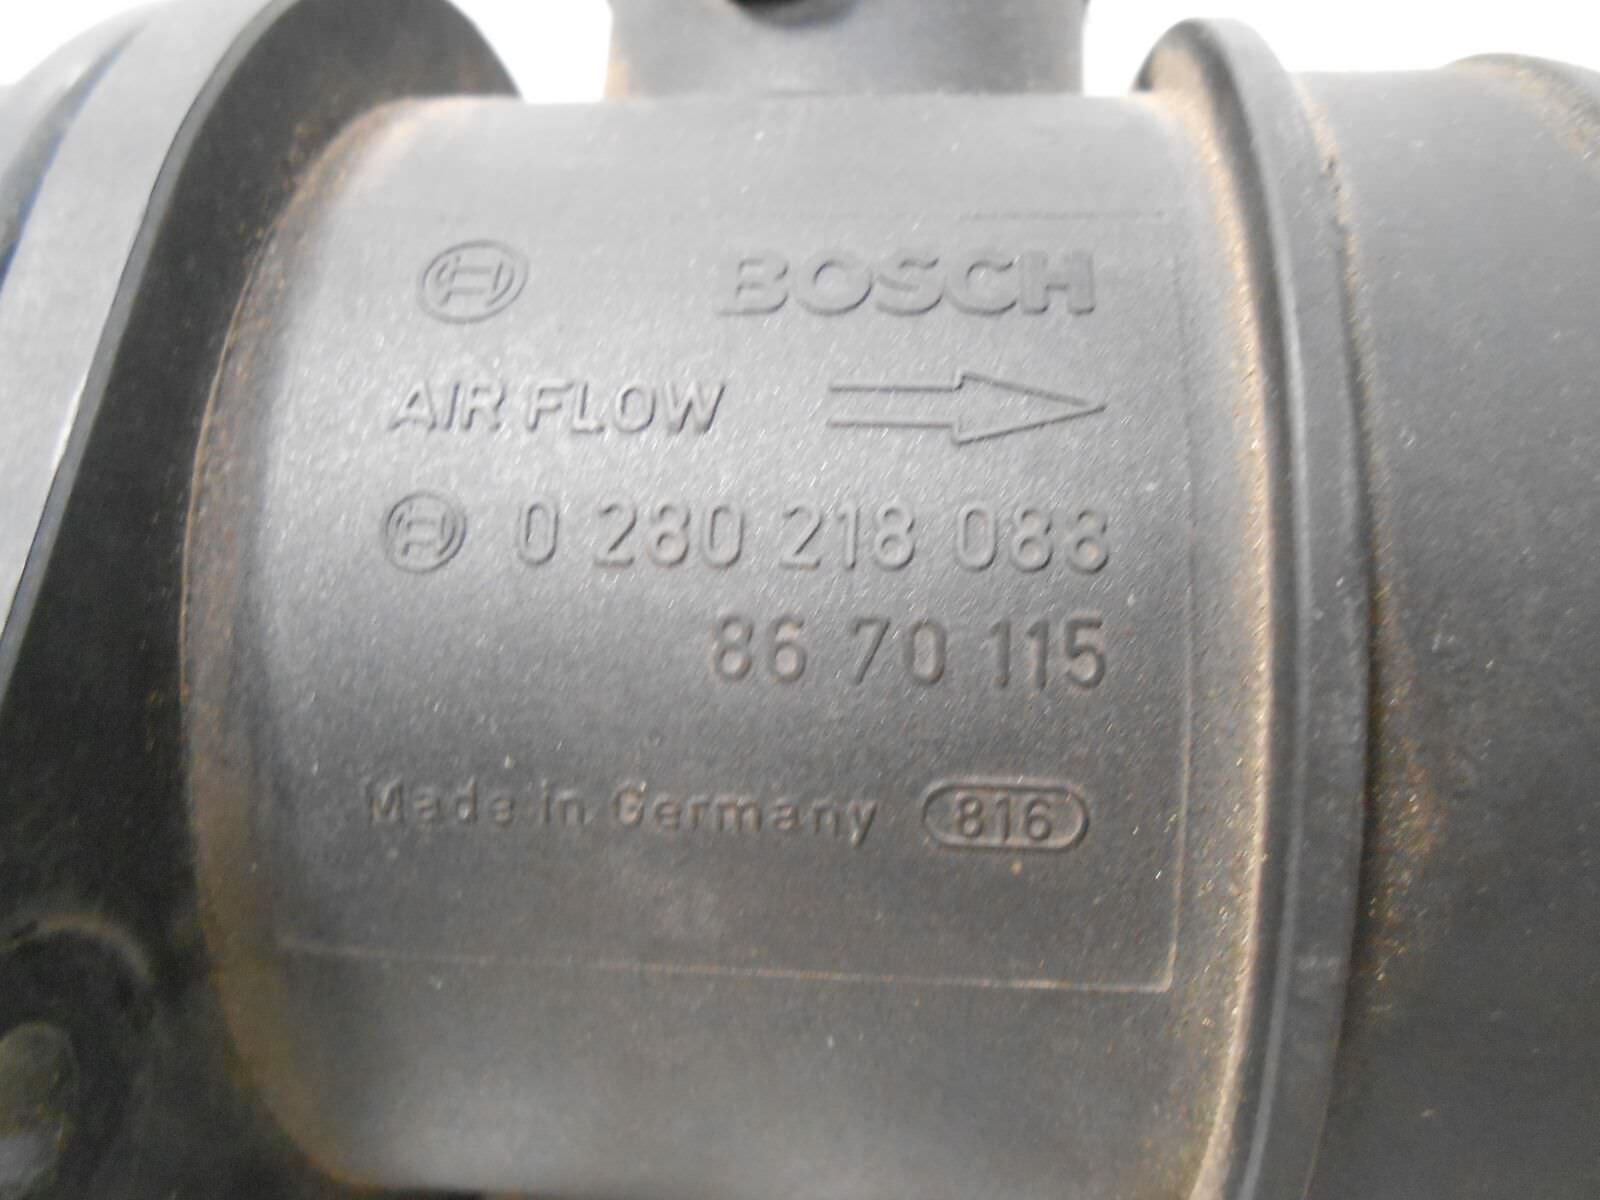 BOSCH
AIR FLOW
0 280 218 088
86 70 115
Made in Germany 816